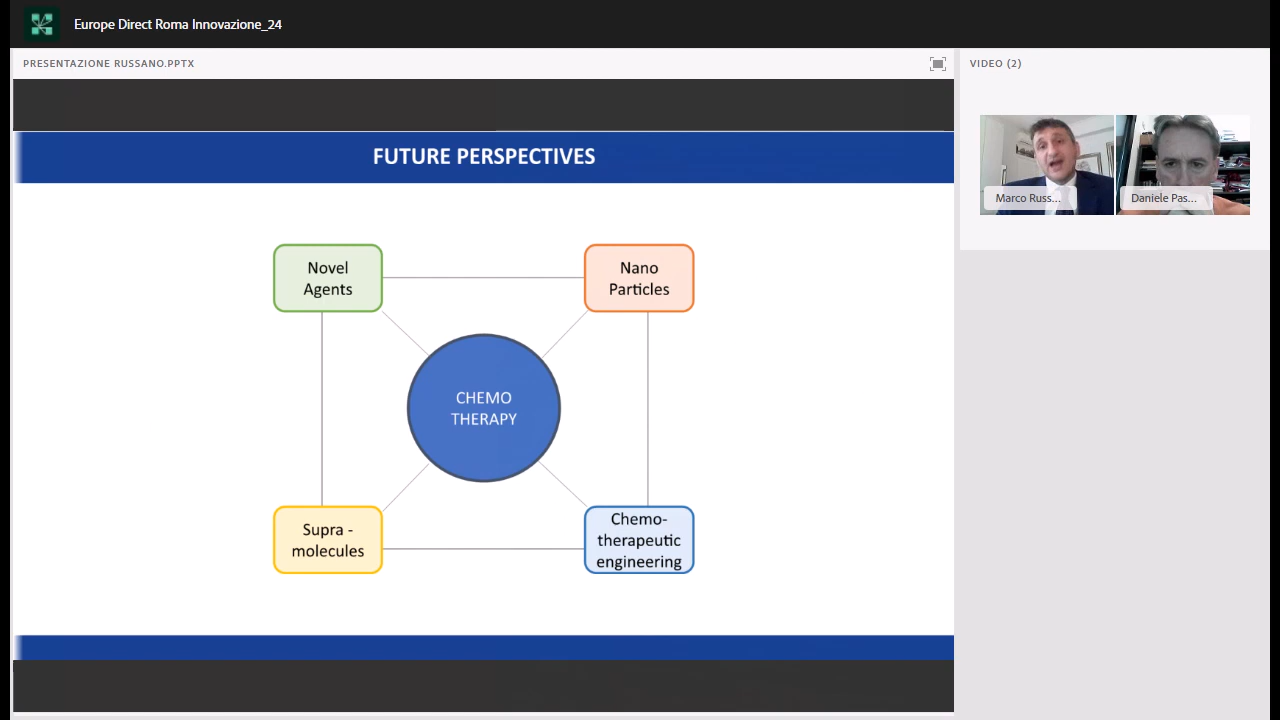 Europe Direct Roma Innovazione_24
PRESENTAZIONE RUSSANO.PPTX
VIDEO (2)
FUTURE PERSPECTIVES
Novel
Agents
Nano
Particles
CHEMO
THERAPY
Supra -
molecules
Chemo-
therapeutic
engineering
Marco Russ...
Daniele Pas...